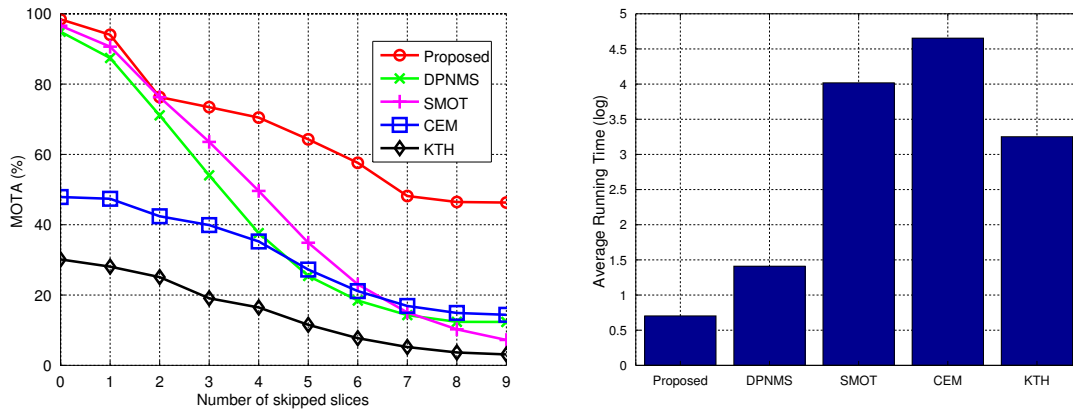 100
80
60
40
20
0
MOTA (%)
0 1 2 3 4 5 6 7 8 9
Number of skipped slices
Proposed
DPNMS
SMOT
CEM
KTH
5
4.5
4
3.5
3
2.5
2
1.5
1
0.5
0
Average Running Time (log)
Proposed DPNMS SMOT CEM KTH